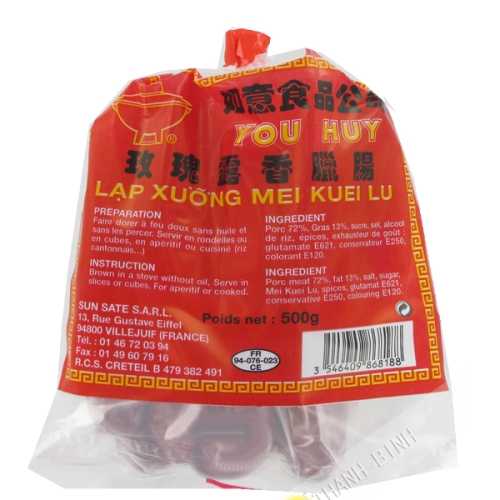 如意食品公
®
YOU HUY
玫瑰露香臘腸
LẠP XƯỞNG MEI KUEI LU
PREPARATION
Faire dorer à feu doux sans huile et
sans les percer. Servir en rondelles ou
en cubes, en apéritif ou cuisine (riz
cantonnais...)
INSTRUCTION
Brown in a stove without oil, Serve in
slices or cubes. For aperitif or cooked.
INGREDIENT
Porc 72%, Gras 13%, sucre, sel, alcool
de riz, épices, exhausteur de goût :
glutamate E621, conservateur E250,
colorant E120.
INGREDIENT
Porc meat 72%, fat 13%, salt, sugar,
Mei Kuei Lu, spices, glutamat E621,
conservative E250, colouring E120.
SUN SATE S.A.R.L.
13, Rue Gustave Eiffel
94800 VILLEJUIF (FRANCE)
Tél. : 01 46 72 03 94
Fax : 01 49 60 79 16
R.C.S. CRETEIL B 479 382 491
Poids net : 500g
FR
94-076-023
CE
3 546409 868188
THANH BINH